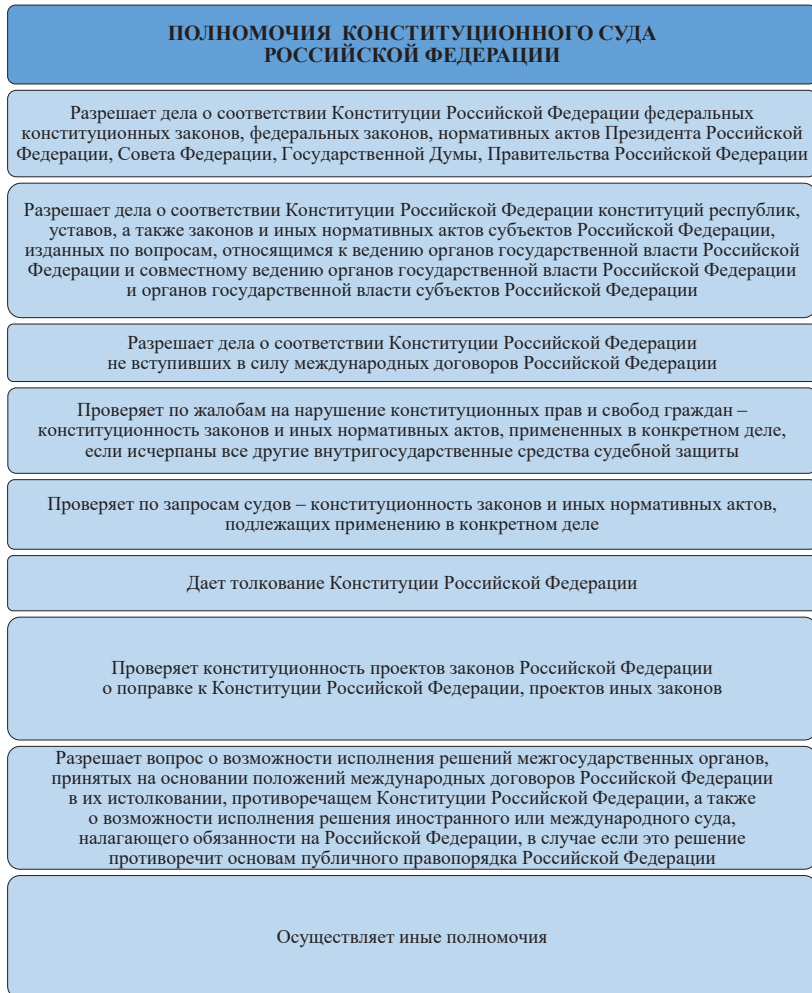 ПОЛНОМОЧИЯ КОНСТИТУЦИОННОГО СУДА
РОССИЙСКОЙ ФЕДЕРАЦИИ
Разрешает дела о соответствии Конституции Российской Федерации федеральных
конституционных законов, федеральных законов, нормативных актов Президента Российской
Федерации, Совета Федерации, Государственной Думы, Правительства Российской Федерации
Разрешает дела о соответствии Конституции Российской Федерации конституций республик,
уставов, а также законов и иных нормативных актов субъектов Российской Федерации,
изданных по вопросам, относящимся к ведению органов государственной власти Российской
Федерации и совместному ведению органов государственной власти Российской Федерации
и органов государственной власти субъектов Российской Федерации
Разрешает дела о соответствии Конституции Российской Федерации
не вступивших в силу международных договоров Российской Федерации
Проверяет по жалобам на нарушение конституционных прав и свобод граждан –
конституционность законов и иных нормативных актов, примененных в конкретном деле,
если исчерпаны все другие внутригосударственные средства судебной защиты
Проверяет по запросам судов – конституционность законов и иных нормативных актов,
подлежащих применению в конкретном деле
Дает толкование Конституции Российской Федерации
Проверяет конституционность проектов законов Российской Федерации
о поправке к Конституции Российской Федерации, проектов иных законов
Разрешает вопрос о возможности исполнения решений межгосударственных органов,
принятых на основании положений международных договоров Российской Федерации
в их истолковании, противоречащем Конституции Российской Федерации, а также
о возможности исполнения решения иностранного или международного суда,
налагающего обязанности на Российской Федерации, в случае если это решение
противоречит основам публичного правопорядка Российской Федерации
Осуществляет иные полномочия